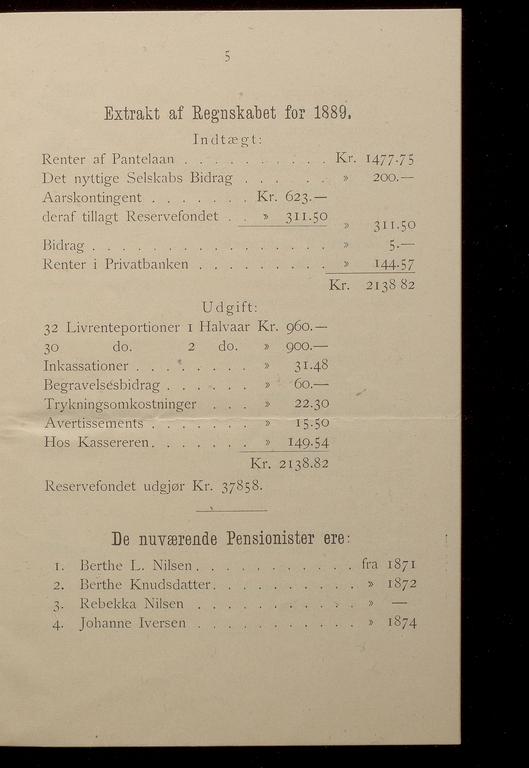 5
Extrakt af Regnskabet for 1889.
Indtægt:
Renter af Pantelaan . . . . . . . . . . Kr. 1477.75
Det nyttige Selskabs Bidrag . . . . . . » 200.—
Aarskontingent . . . . . . . Kr. 623.—
deraf tillagt Reservefondet . . » 311.50 » 311.50
Bidrag . . . . . . . . . . . . . . . » 5.—
Renter i Privatbanken . . . . . . . . . » 144.57
Kr. 2138 82
Udgift:
32 Livrenteportioner 1 Halvaar Kr. 960.—
30 do. 2 do. » 900.—
Inkassationer . . . . . . . . » 31.48
Begravelsesbidrag . . . . . . » 60.—
Trykningsomkostninger . . . » 22.30
Avertissements . . . . . . . » 15.50
Hos Kassereren . . . . . . . » 149.54
Kr. 2138.82
Reservefondet udgjør Kr. 37858.
De nuværende Pensionister ere:
1. Berthe L. Nilsen . . . . . . . . . . . fra 1871
2. Berthe Knudsdatter . . . . . . . . . . » 1872
3. Rebekka Nilsen . . . . . . . . . . . » —
4. Johanne Iversen . . . . . . . . . . . » 1874